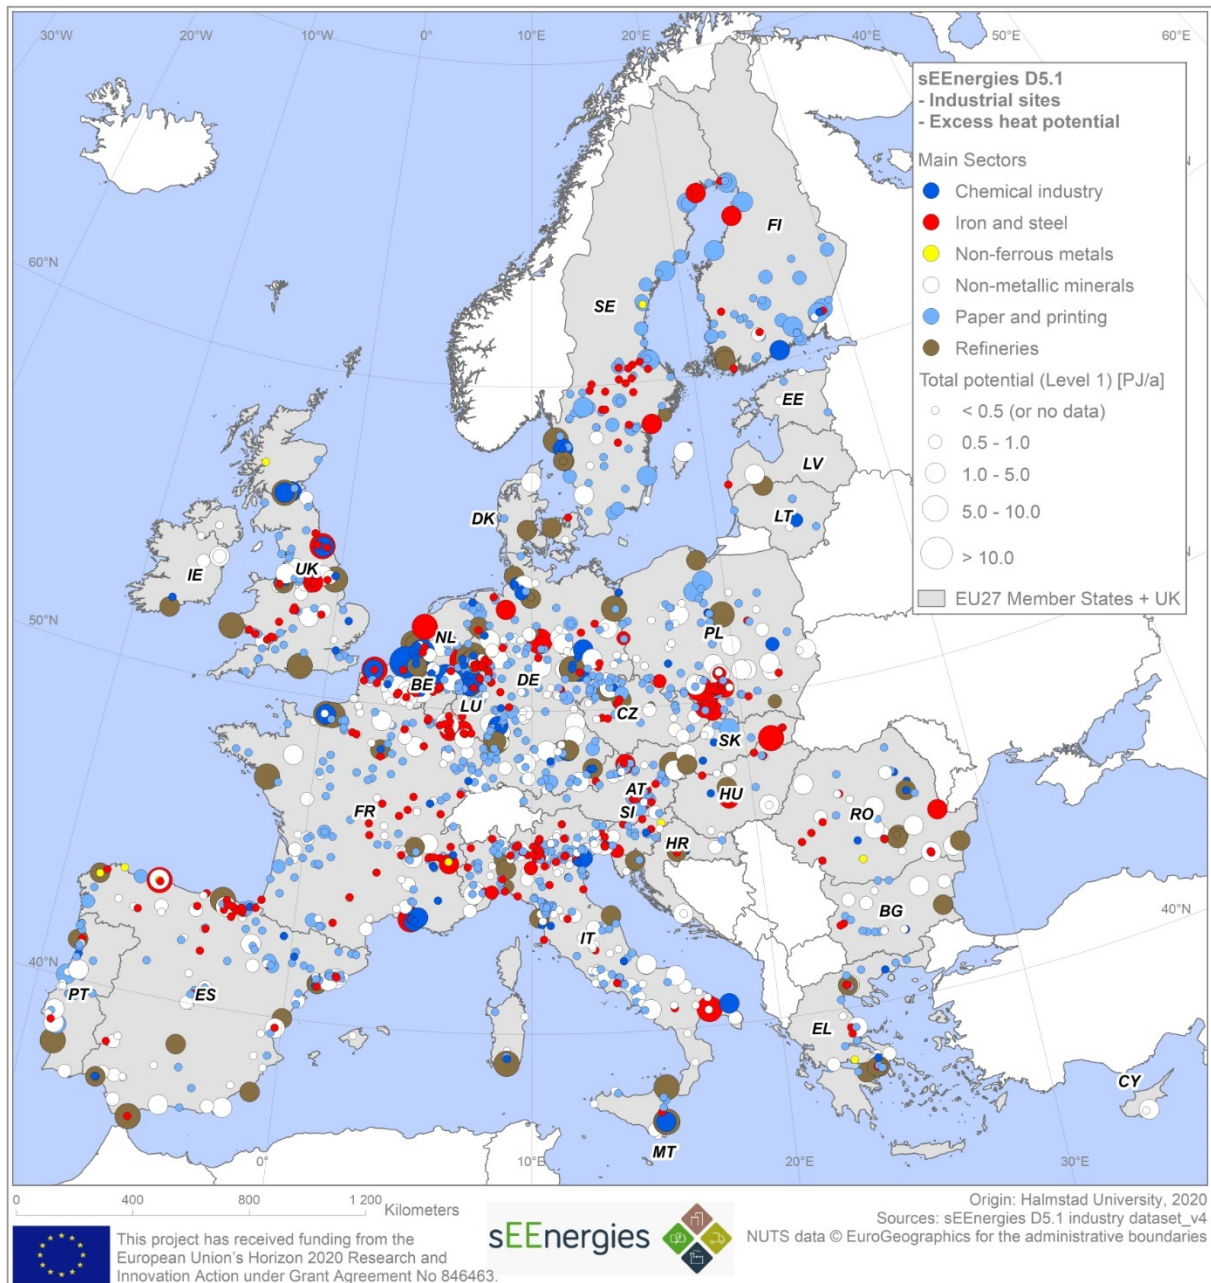 30°W
20°W
10°W
0°
10°E
20°E
30°E
40°E
50°E
60°E
sEEnergies D5.1
- Industrial sites
- Excess heat potential
Main Sectors
Chemical industry
Iron and steel
Non-ferrous metals
Non-metallic minerals
Paper and printing
Refineries
Total potential (Level 1) [PJ/a]
< 0.5 (or no data)
0.5 - 1.0
1.0 - 5.0
5.0 - 10.0
> 10.0
EU27 Member States + UK
60°N
FI
SE
EE
LV
LT
DK
IE
UK
50°N
NL
PL
BE
DE
LU
CZ
SK
AT
HU
FR
SI
RO
HR
BG
40°N
IT
40°N
PT
ES
EL
CY
MT
0°
10°E
20°E
30°E
0
400
800
1 200
Kilometers
This project has received funding from the
European Union's Horizon 2020 Research and
Innovation Action under Grant Agreement No 846463.
sEEnergies
Origin: Halmstad University, 2020
Sources: sEEnergies D5.1 industry dataset_v4
NUTS data © EuroGeographics for the administrative boundaries